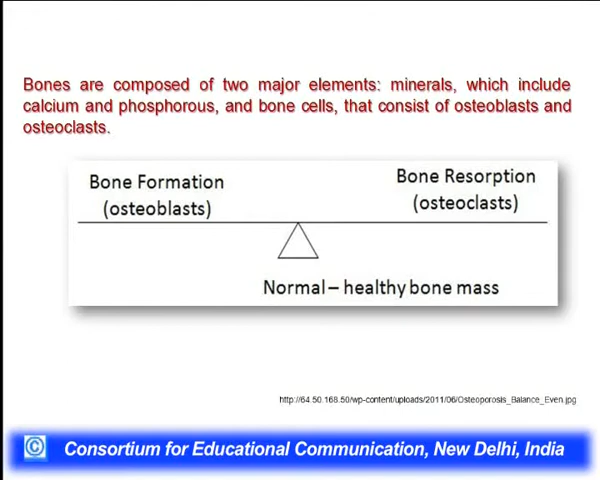 Bones are composed of two major elements: minerals, which include
calcium and phosphorous, and bone cells, that consist of osteoblasts and
osteoclasts.
Bone Formation
(osteoblasts)
Bone Resorption
(osteoclasts)
Normal – healthy bone mass
http://64.50.168.50/wp-content/uploads/2011/06/Osteoporosis_Balance_Even.jpg
© Consortium for Educational Communication, New Delhi, India